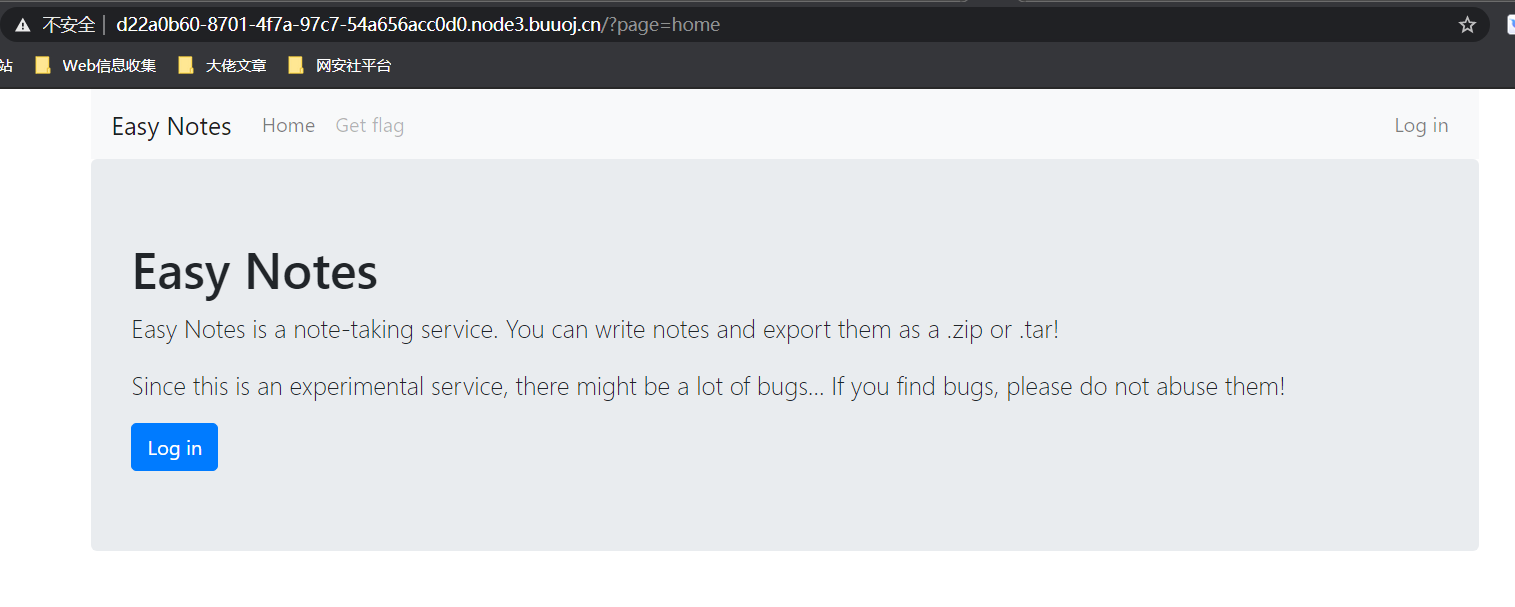 不安全 d22a0b60-8701-4f7a-97c7-54a656acc0d0.node3.buuoj.cn/?page=home
站 Web信息收集 大佬文章 网安社平台
Easy Notes Home Get flag Log in
Easy Notes
Easy Notes is a note-taking service. You can write notes and export them as a .zip or .tar!
Since this is an experimental service, there might be a lot of bugs... If you find bugs, please do not abuse them!
Log in